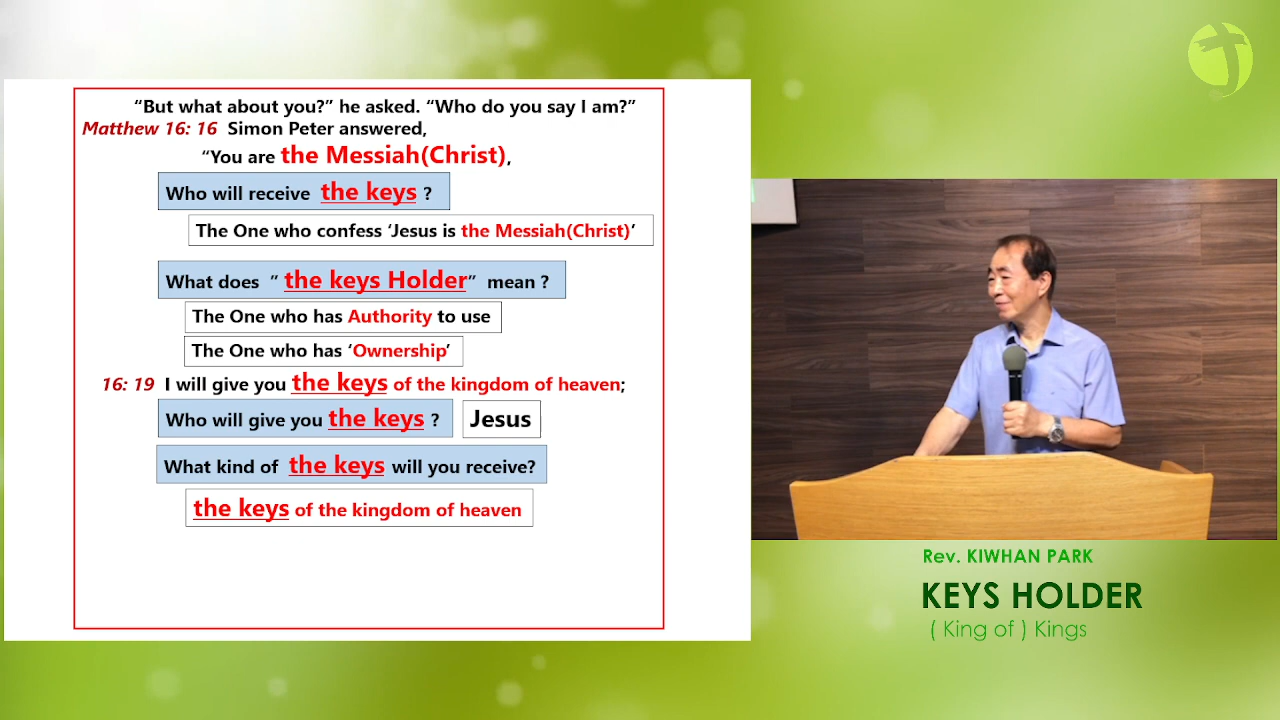 “But what about you?” he asked. “Who do you say I am?”
Matthew 16: 16 Simon Peter answered,
“You are the Messiah(Christ),
Who will receive the keys ?
The One who confess ‘Jesus is the Messiah(Christ)’
What does “ the keys Holder” mean ?
The One who has Authority to use
The One who has ‘Ownership’
16: 19 I will give you the keys of the kingdom of heaven;
Who will give you the keys ? Jesus
What kind of the keys will you receive?
the keys of the kingdom of heaven
Rev. KIWHAN PARK
KEYS HOLDER
( King of ) Kings